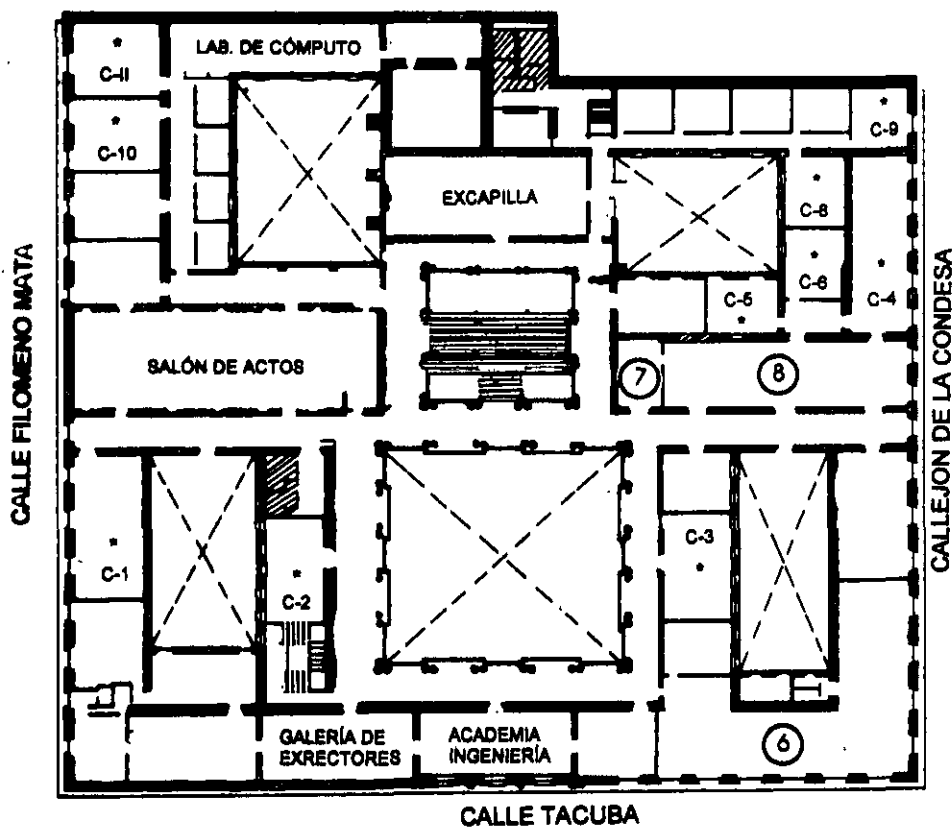 LAB. DE CÓMPUTO
C-II
C-10
C-9
EXCAPILLA
C-8
C-6
C-5
C-4
SALÓN DE ACTOS
7
8
CALLE FILOMENO MATA
CALLEJON DE LA CONDESA
C-1
C-2
C-3
GALERÍA DE
EXRECTORES
ACADEMIA
INGENIERÍA
6
CALLE TACUBA